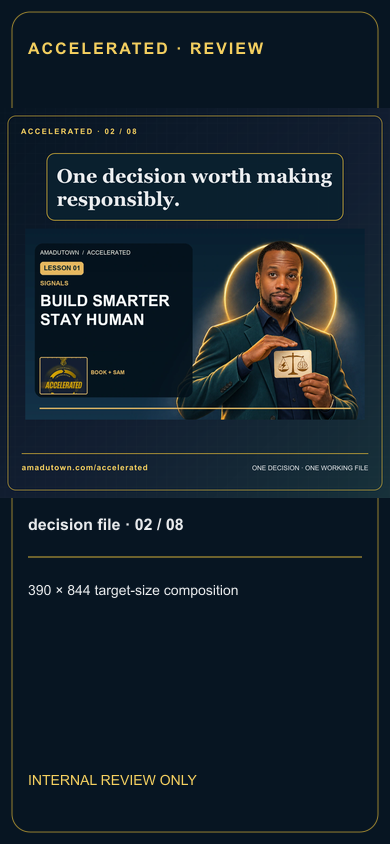 ACCELERATED · REVIEW
ACCELERATED · 02 / 08
One decision worth making
responsibly.
AMADUTOWN / ACCELERATED
LESSON 01
SIGNALS
BUILD SMARTER
STAY HUMAN
ACCELERATED
BOOK + SAM
amadutown.com/accelerated
ONE DECISION · ONE WORKING FILE
decision file · 02 / 08
390 × 844 target-size composition
INTERNAL REVIEW ONLY